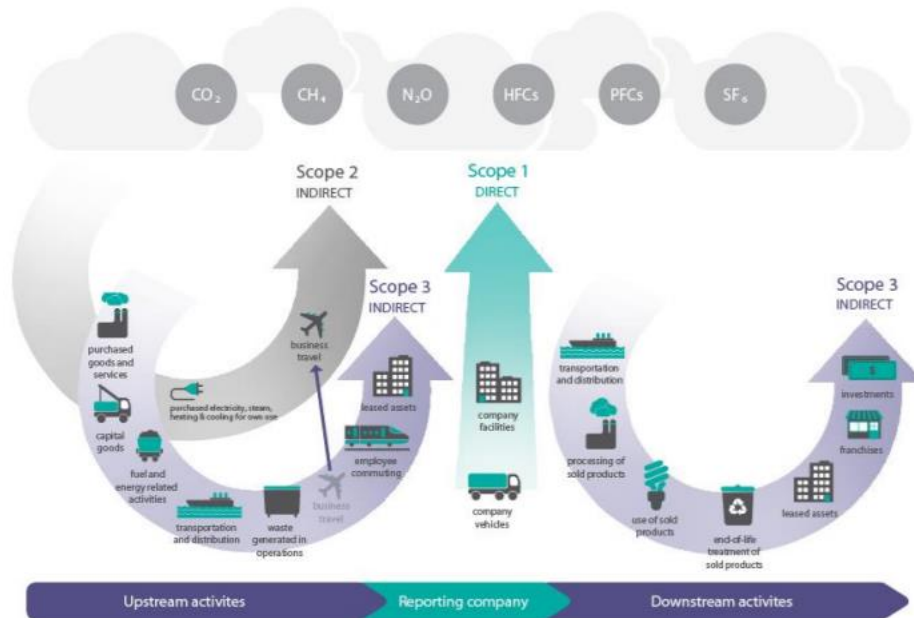 CO₂
CH₄
N₂O
HFCs
PFCs
SF₆
Scope 2
INDIRECT
Scope 1
DIRECT
Scope 3
INDIRECT
Scope 3
INDIRECT
purchased
goods and
services
capital
goods
fuel and
energy related
activities
transportation
and distribution
waste
generated in
operations
business
travel
purchased electricity, steam,
heating & cooling for own use
business
travel
employee
commuting
leased assets
company
facilities
company
vehicles
transportation
and distribution
processing of
sold products
use of sold
products
end-of-life
treatment of
sold products
leased assets
franchises
investments
$
Upstream activites
Reporting company
Downstream activites